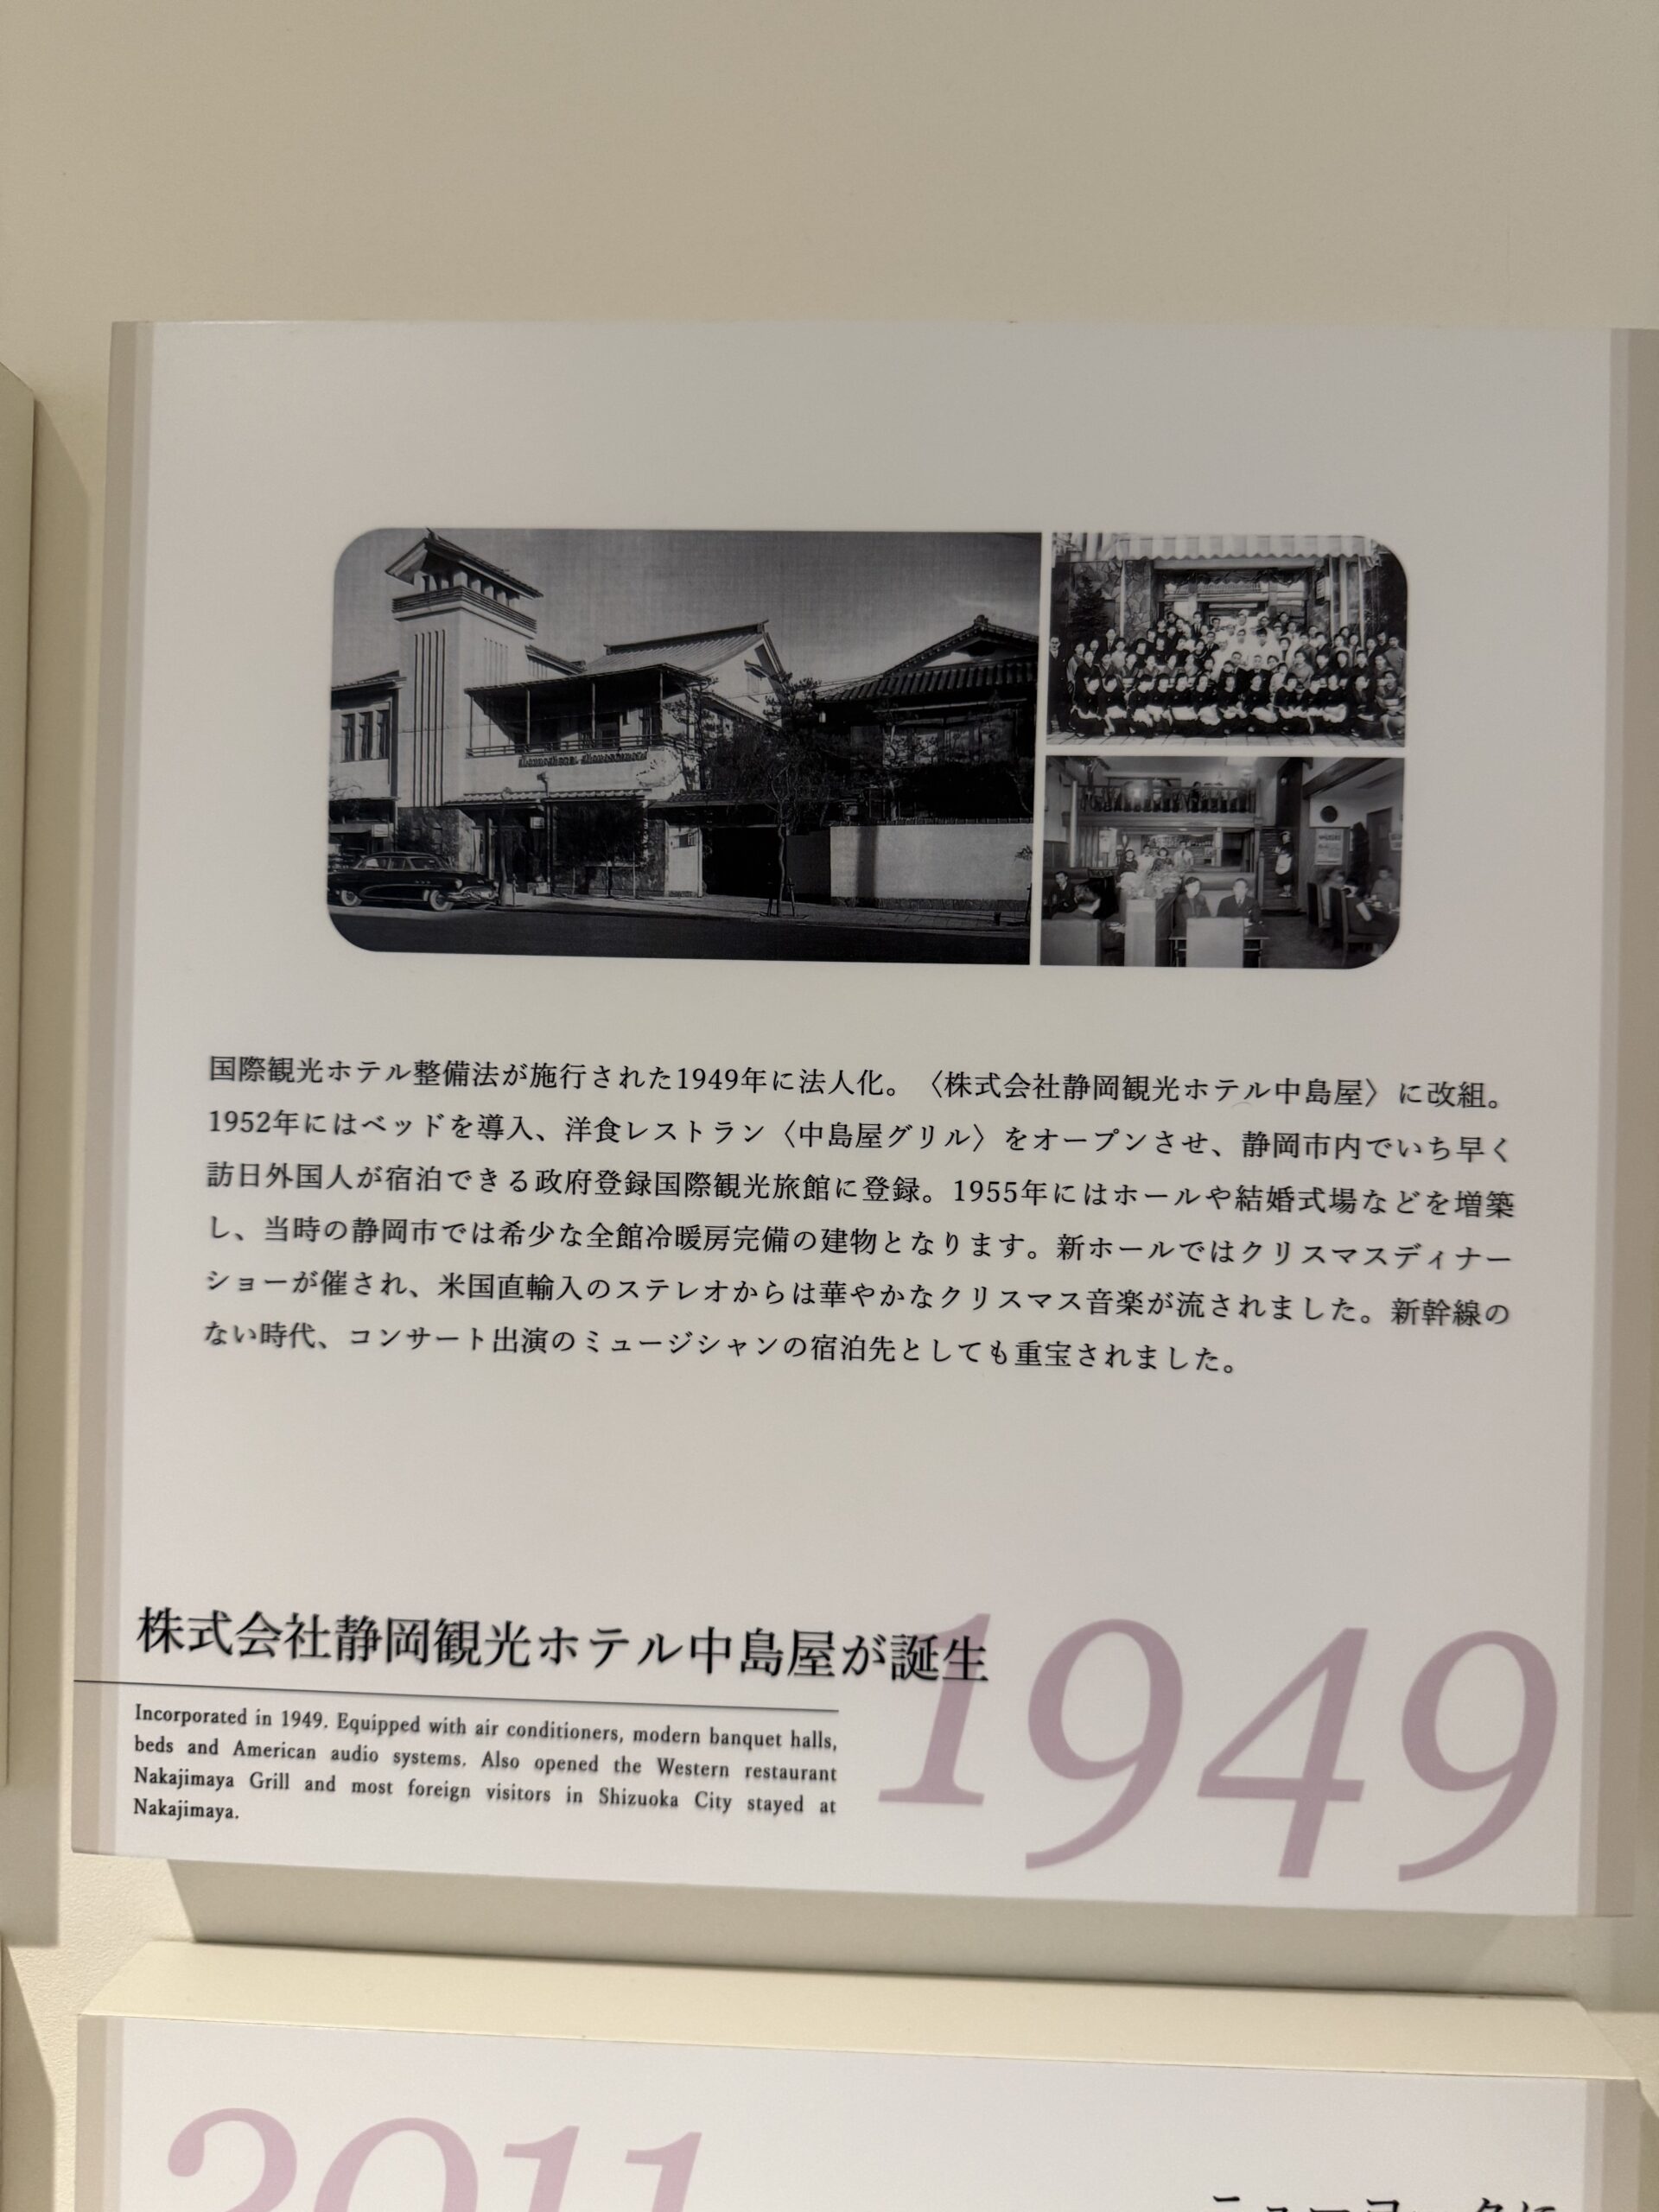 国際観光ホテル整備法が施行された1949年に法人化。〈株式会社静岡観光ホテル中島屋〉に改組。
1952年にはベッドを導入、洋食レストラン〈中島屋グリル〉をオープンさせ、静岡市内でいち早く
訪日外国人が宿泊できる政府登録国際観光旅館に登録。1955年にはホールや結婚式場などを増築
し、当時の静岡市では希少な全館冷暖房完備の建物となります。新ホールではクリスマスディナー
ショーが催され、米国直輸入のステレオからは華やかなクリスマス音楽が流されました。新幹線の
ない時代、コンサート出演のミュージシャンの宿泊先としても重宝されました。
株式会社静岡観光ホテル中島屋が誕生
1949
Incorporated in 1949. Equipped with air conditioners, modern banquet halls,
beds and American audio systems. Also opened the Western restaurant
Nakajimaya Grill and most foreign visitors in Shizuoka City stayed at
Nakajimaya.
2011
ニューヨークに